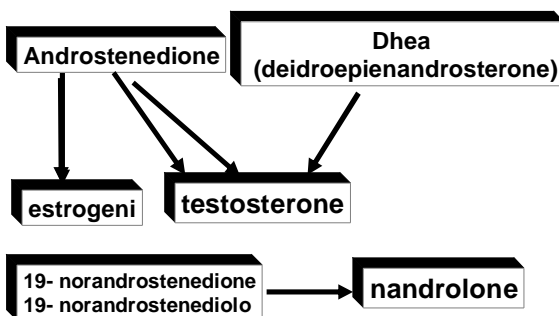 Androstenedione
Dhea
(deidroepienandrosterone)
estrogeni
testosterone
19- norandrostenedione
19- norandrostenediolo
nandrolone